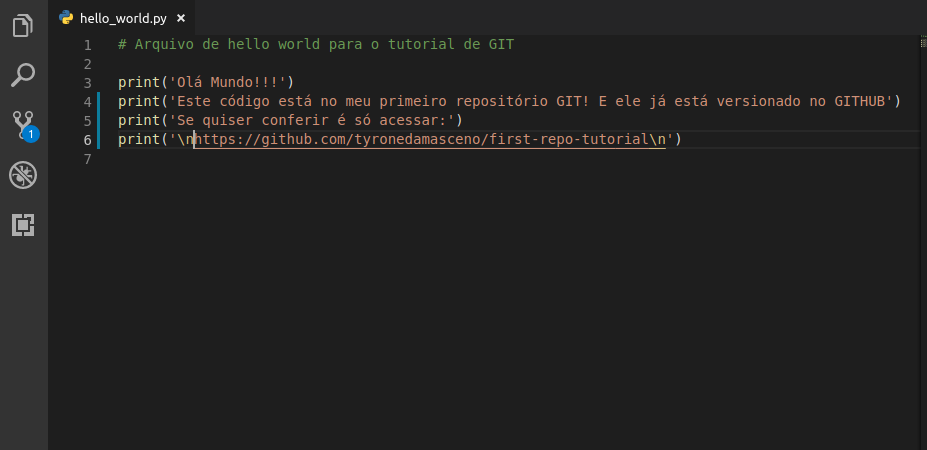 hello_world.py ×
1 # Arquivo de hello world para o tutorial de GIT
2
3 print('Olá Mundo!!!')
4 print('Este código está no meu primeiro repositório GIT! E ele já está versionado no GITHUB')
5 print('Se quiser conferir é só acessar:')
6 print('\nhttps://github.com/tyronedamasceno/first-repo-tutorial\n')
7
1